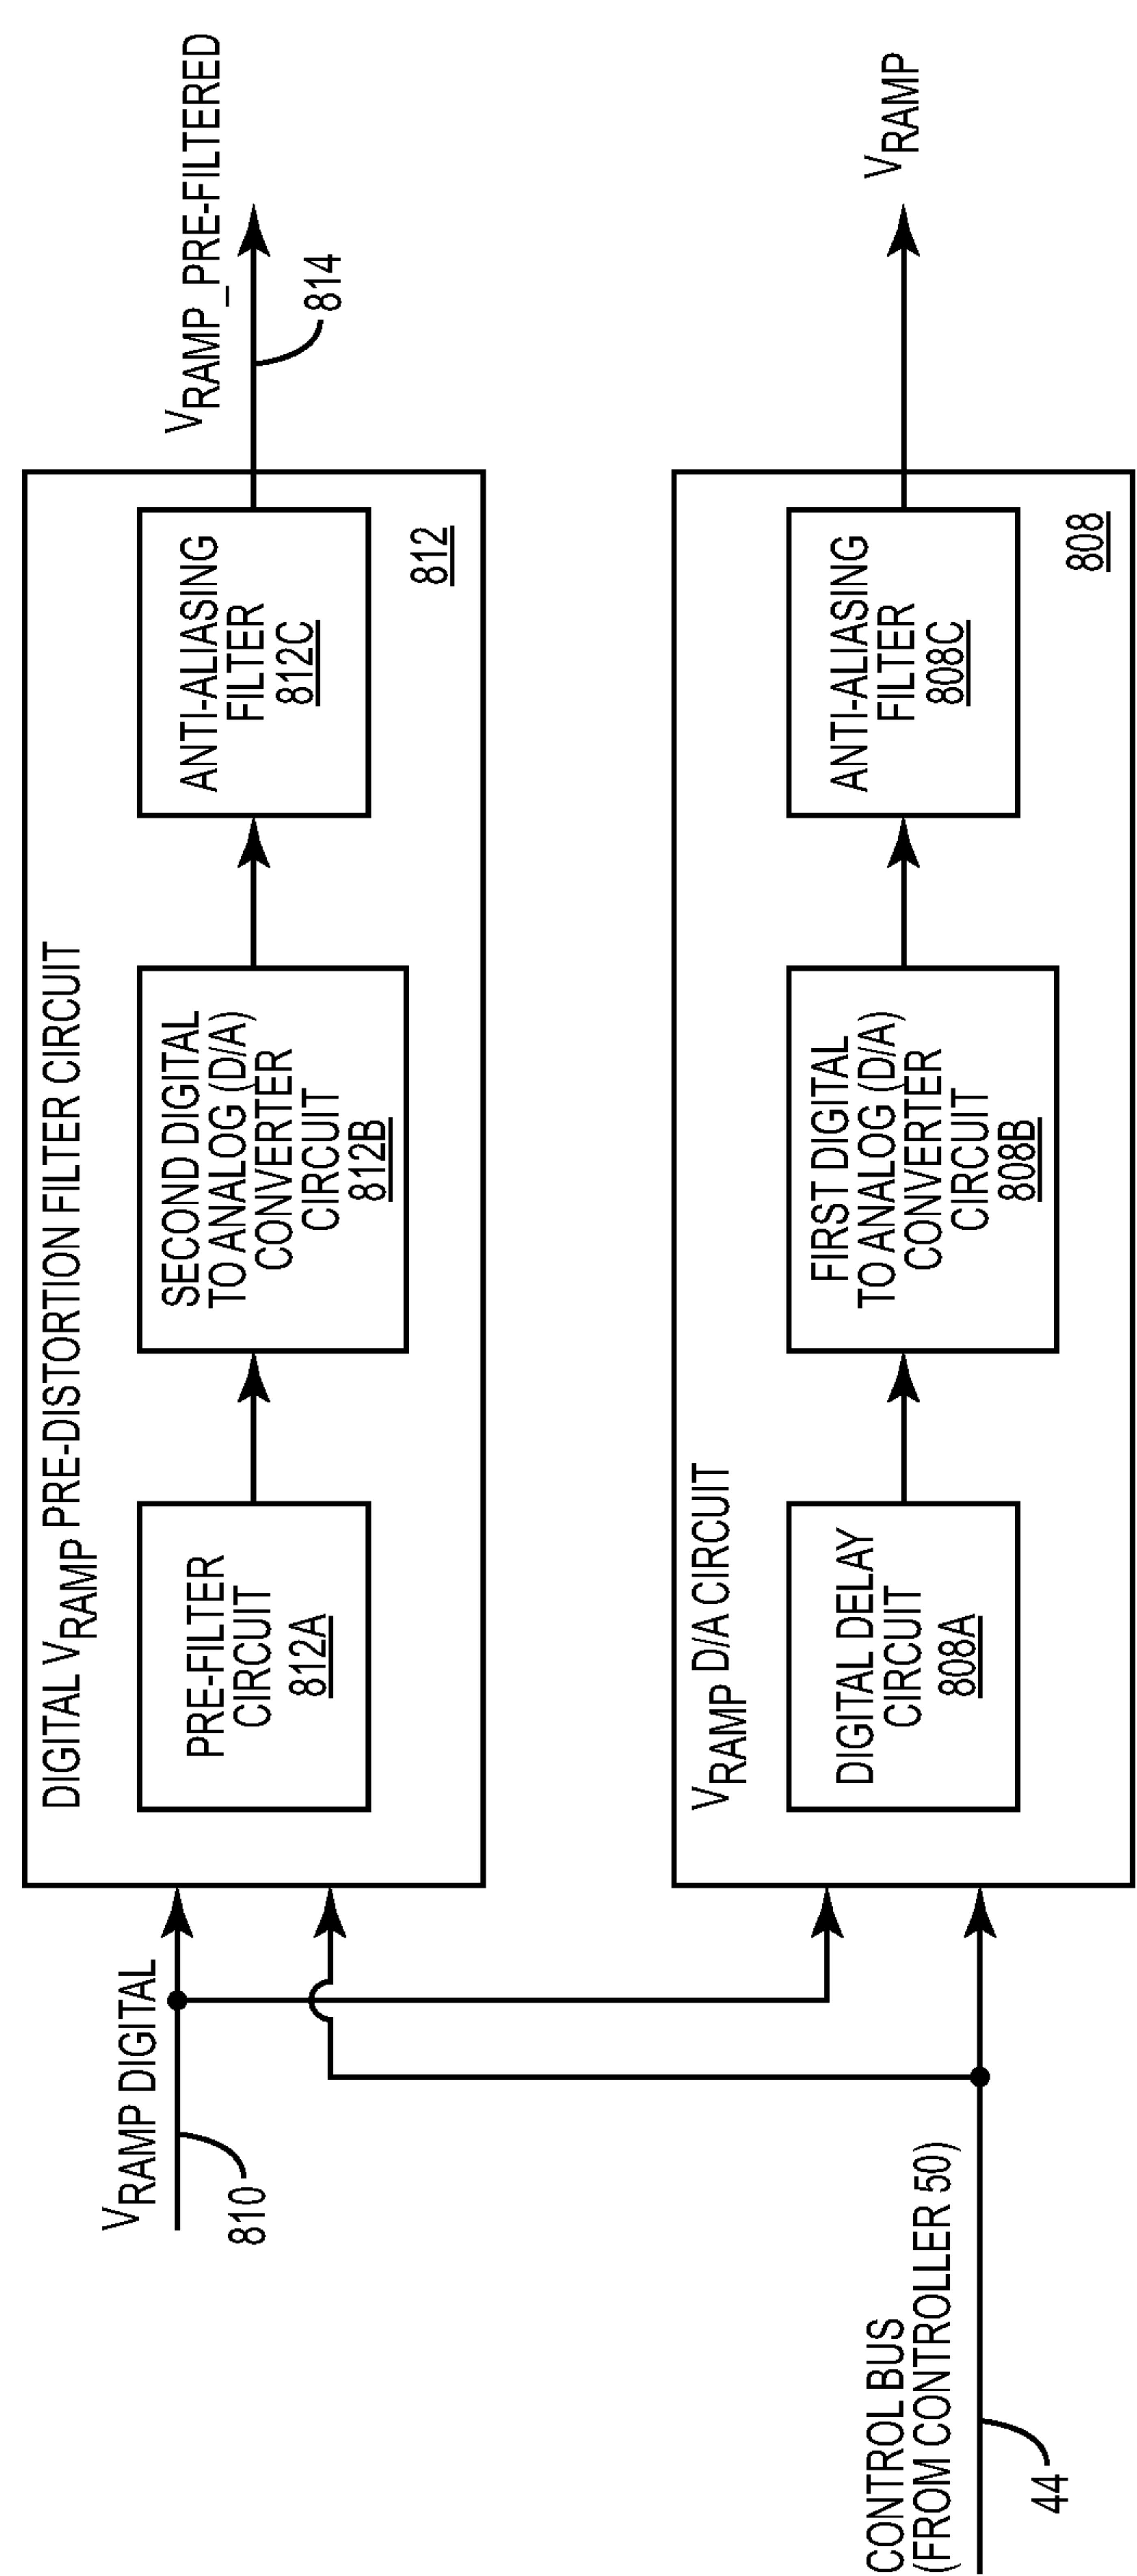 DIGITAL VRAMP PRE-DISTORTION FILTER CIRCUIT
VRAMP DIGITAL
810
PRE-FILTER
CIRCUIT
812A
SECOND DIGITAL
TO ANALOG (D/A)
CONVERTER
CIRCUIT
812B
ANTI-ALIASING
FILTER
812C
812
VRAMP_PRE-FILTERED
814
VRAMP D/A CIRCUIT
CONTROL BUS
(FROM CONTROLLER 50)
44
DIGITAL DELAY
CIRCUIT
808A
FIRST DIGITAL
TO ANALOG (D/A)
CONVERTER
CIRCUIT
808B
ANTI-ALIASING
FILTER
808C
808
VRAMP